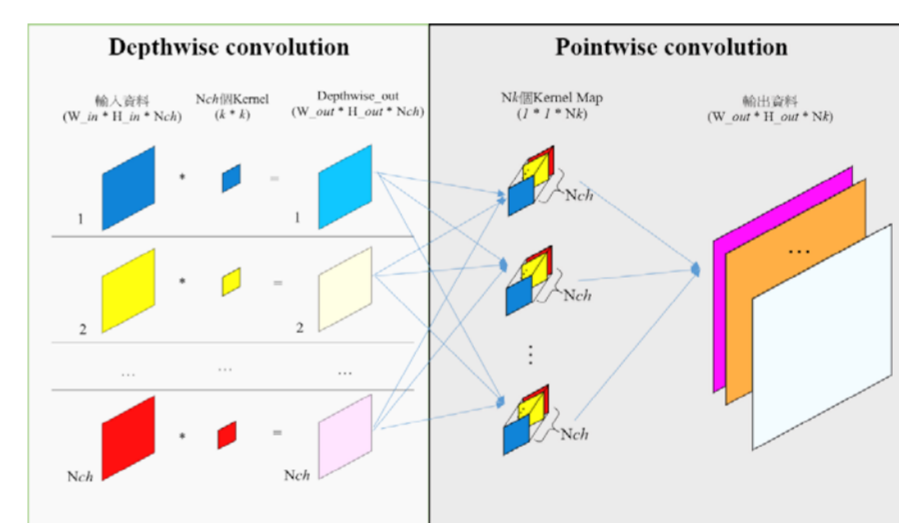 Depthwise convolution
輸入資料
(W_in * H_in * Nch)
Nch個Kernel
(k * k)
Depthwise_out
(W_out * H_out * Nch)
1
*
=
1
2
*
=
2
...
...
...
Nch
*
=
Nch
Pointwise convolution
Nk個Kernel Map
(1 * 1 * Nk)
輸出資料
(W_out * H_out * Nk)
Nch
Nch
⋮
Nch
...